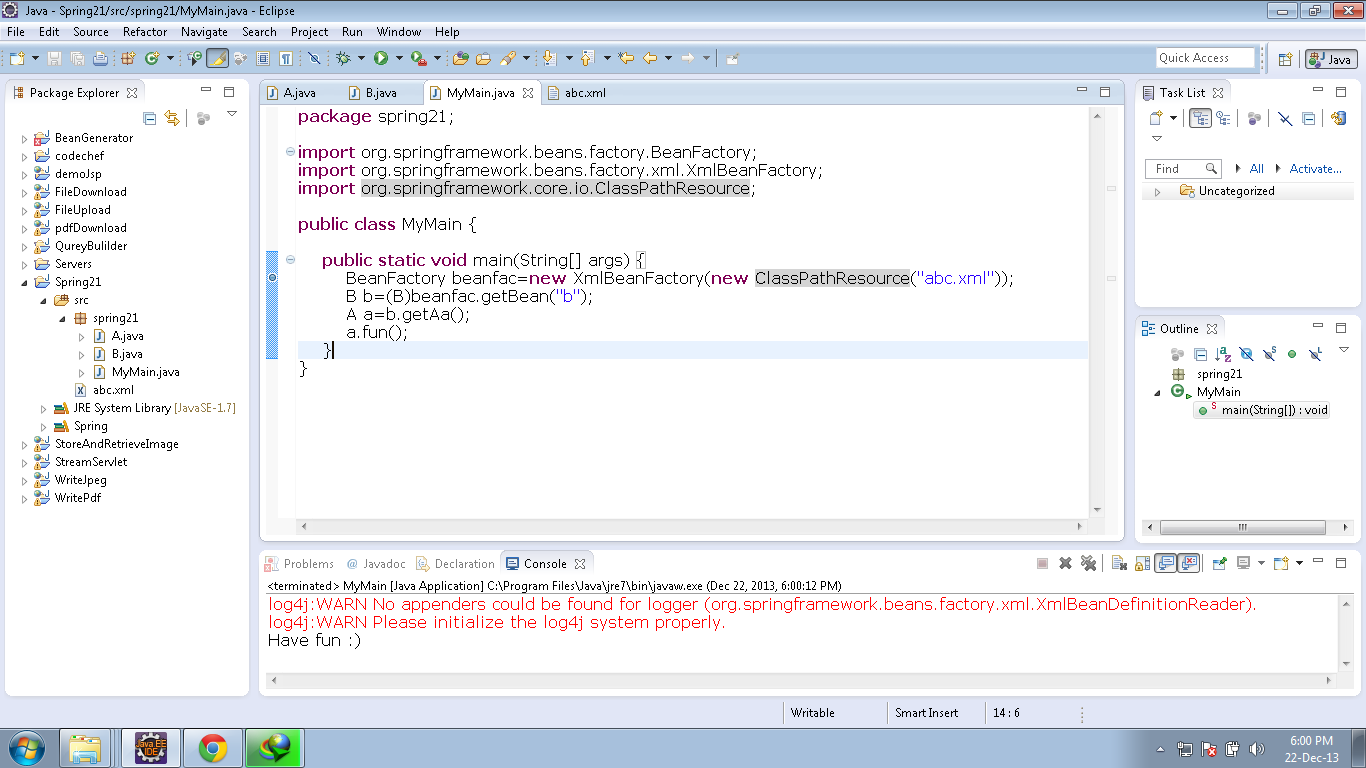 Java - Spring21/src/spring21/MyMain.java - Eclipse
File Edit Source Refactor Navigate Search Project Run Window Help
Quick Access
Java
Package Explorer
BeanGenerator
codechef
demoJsp
FileDownload
FileUpload
pdfDownload
QureyBulilder
Servers
Spring21
src
spring21
A.java
B.java
MyMain.java
abc.xml
JRE System Library [JavaSE-1.7]
Spring
StoreAndRetrieveImage
StreamServlet
WriteJpeg
WritePdf
A.java B.java MyMain.java abc.xml
package spring21;
import org.springframework.beans.factory.BeanFactory;
import org.springframework.beans.factory.xml.XmlBeanFactory;
import org.springframework.core.io.ClassPathResource;
public class MyMain {
public static void main(String[] args) {
BeanFactory beanfac=new XmlBeanFactory(new ClassPathResource("abc.xml"));
B b=(B)beanfac.getBean("b");
A a=b.getAa();
a.fun();
}
}
Task List
Find All Activate...
Uncategorized
Outline
spring21
MyMain
main(String[]) : void
Problems @ Javadoc Declaration Console
<terminated> MyMain [Java Application] C:\Program Files\Java\jre7\bin\javaw.exe (Dec 22, 2013, 6:00:12 PM)
log4j:WARN No appenders could be found for logger (org.springframework.beans.factory.xml.XmlBeanDefinitionReader).
log4j:WARN Please initialize the log4j system properly.
Have fun :)
Writable Smart Insert 14 : 6
Java EE
IDE
6:00 PM
22-Dec-13